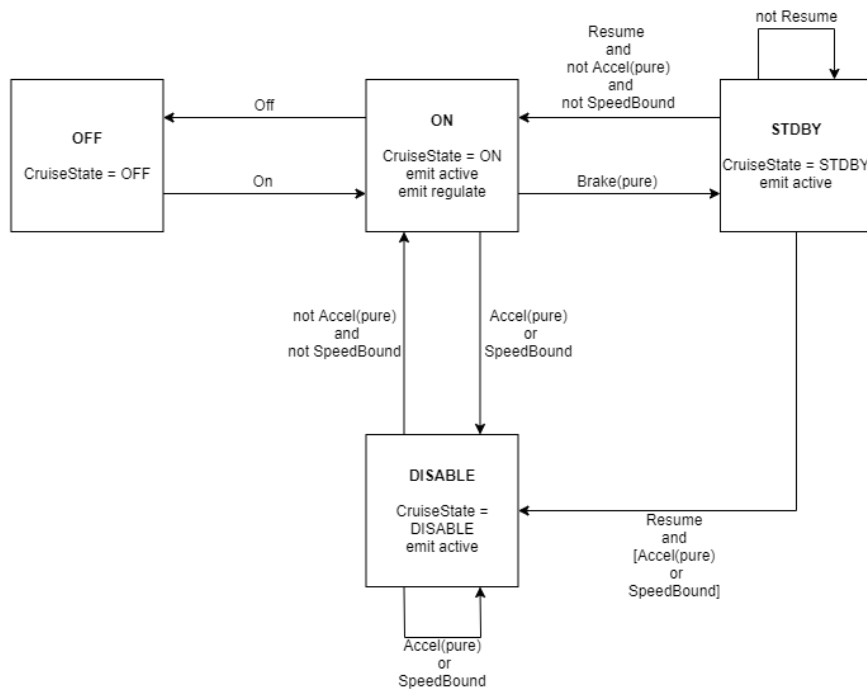 not Resume
Resume
and
not Accel(pure)
and
not SpeedBound
OFF
CruiseState = OFF
Off
On
ON
CruiseState = ON
emit active
emit regulate
Brake(pure)
STDBY
CruiseState = STDBY
emit active
not Accel(pure)
and
not SpeedBound
Accel(pure)
or
SpeedBound
DISABLE
CruiseState =
DISABLE
emit active
Resume
and
[Accel(pure)
or
SpeedBound]
Accel(pure)
or
SpeedBound